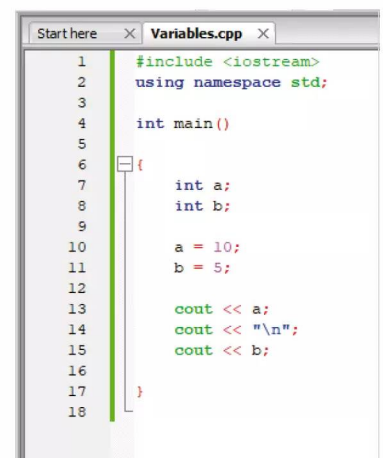 Start here X Variables.cpp X
1 #include <iostream>
2 using namespace std;
3
4 int main()
5
6 {
7 int a;
8 int b;
9
10 a = 10;
11 b = 5;
12
13 cout << a;
14 cout << "\n";
15 cout << b;
16
17 }
18